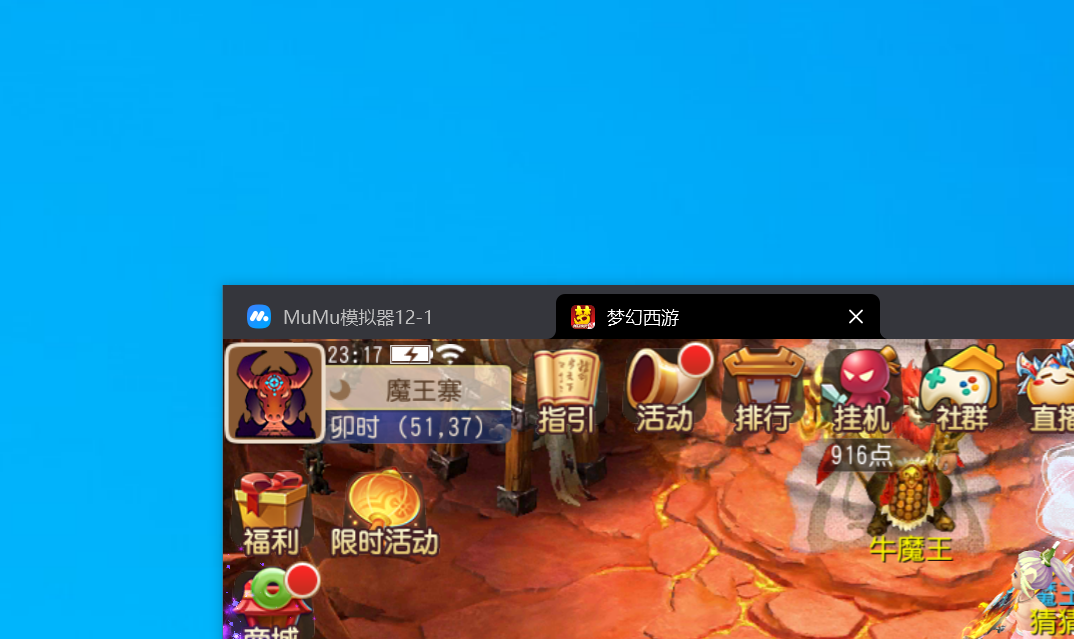 MuMu模拟器12-1
梦幻西游
23:17
魔王寨
卯时 (51,37)
指引
活动
排行
挂机
社群
直播
916点
福利
限时活动
牛魔王
商城
魔王
猜猜